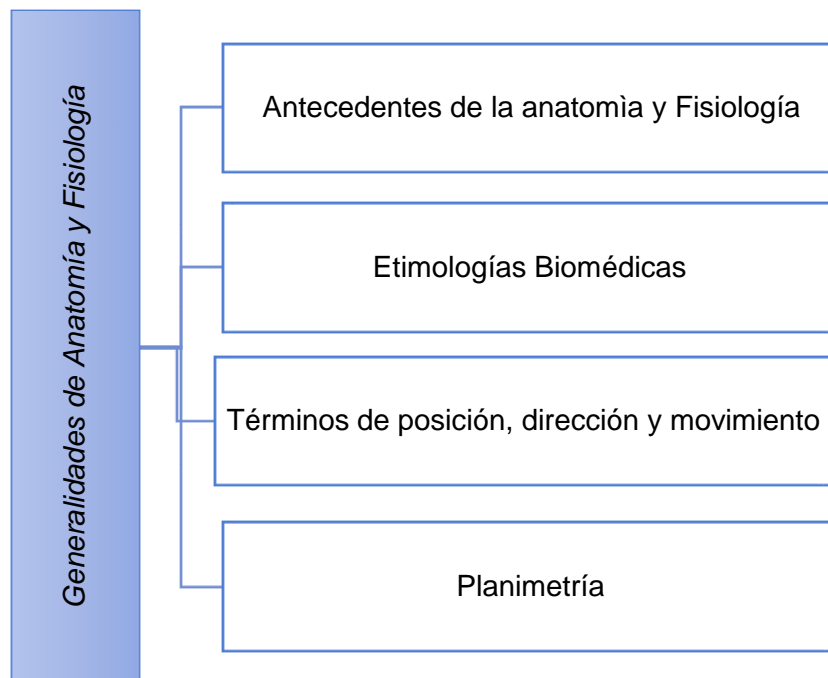 Generalidades de Anatomía y Fisiología
Antecedentes de la anatomìa y Fisiología
Etimologías Biomédicas
Términos de posición, dirección y movimiento
Planimetría